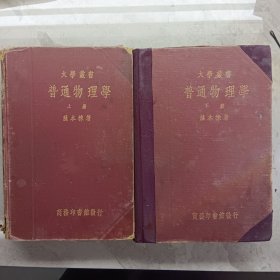 大學叢書
普通物理學
上冊
薩本棟著
商務印書館發行
大學叢書
普通物理學
下冊
薩本棟著
商務印書館發行